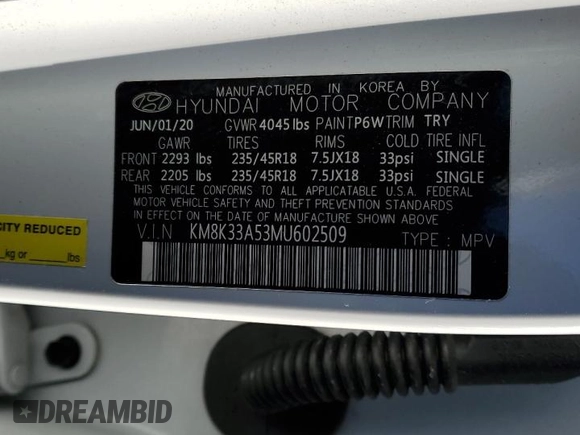 MANUFACTURED IN KOREA BY
HYUNDAI MOTOR COMPANY
JUN/01/20 GVWR 4045 lbs PAINT P6W TRIM TRY
GAWR TIRES RIMS COLD TIRE INFL
FRONT 2293 lbs 235/45R18 7.5JX18 33psi SINGLE
REAR 2205 lbs 235/45R18 7.5JX18 33psi SINGLE
THIS VEHICLE CONFORMS TO ALL APPLICABLE U.S.A. FEDERAL
MOTOR VEHICLE SAFETY AND THEFT PREVENTION STANDARDS
IN EFFECT ON THE DATE OF MANUFACTURE SHOWN ABOVE.
V.I.N KM8K33A53MU602509 TYPE : MPV
CITY REDUCED
kg or lbs
DREAMBID